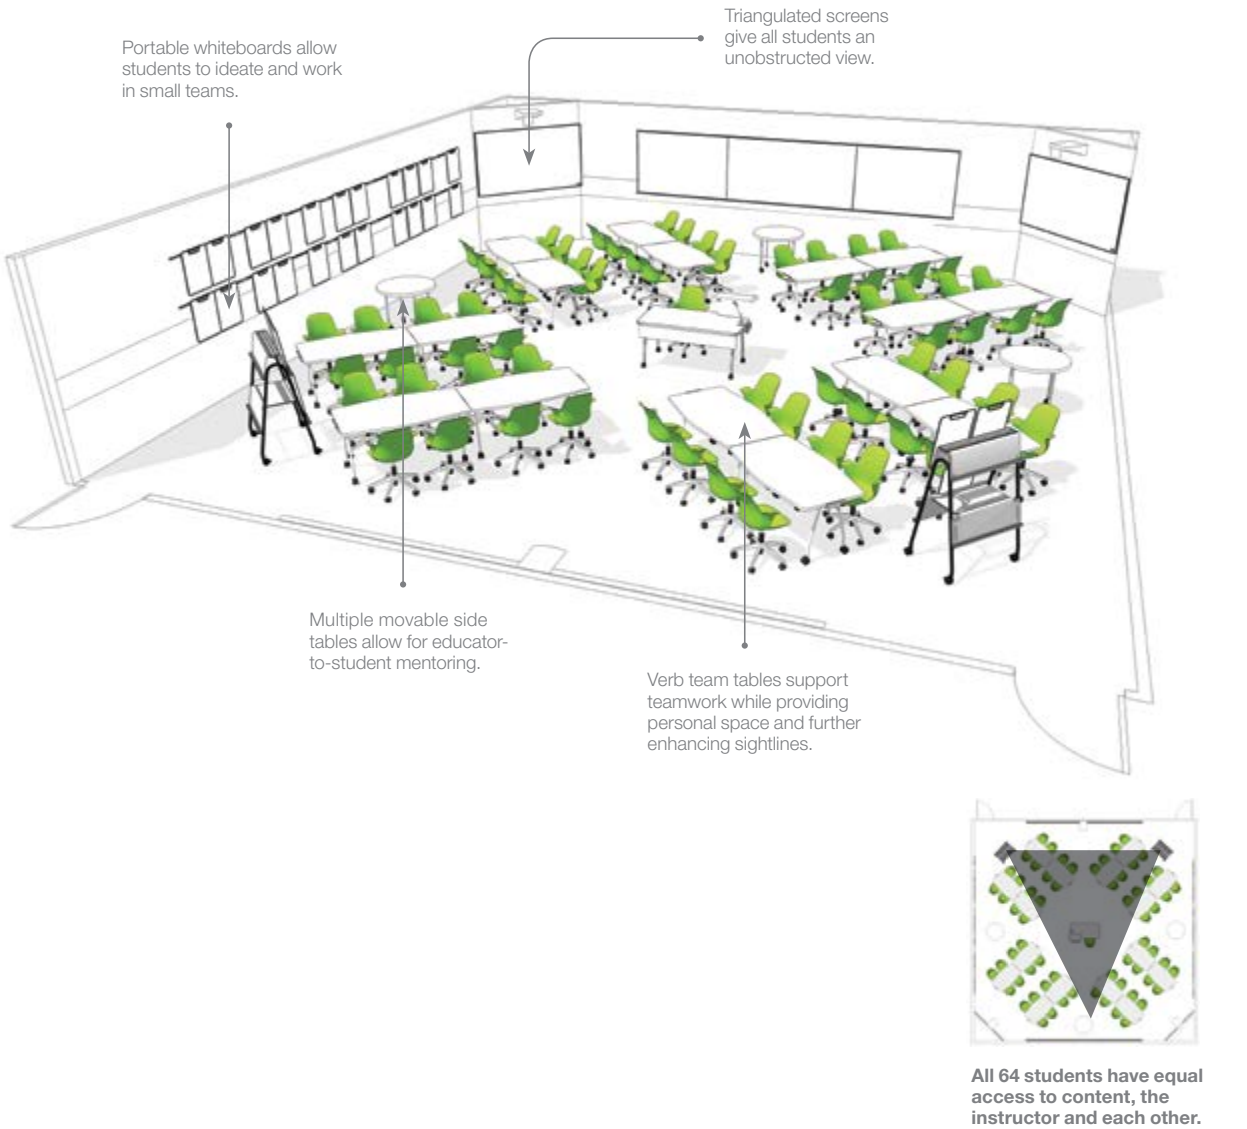 Portable whiteboards allow
students to ideate and work
in small teams.
Triangulated screens
give all students an
unobstructed view.
Multiple movable side
tables allow for educator-
to-student mentoring.
Verb team tables support
teamwork while providing
personal space and further
enhancing sightlines.
All 64 students have equal
access to content, the
instructor and each other.